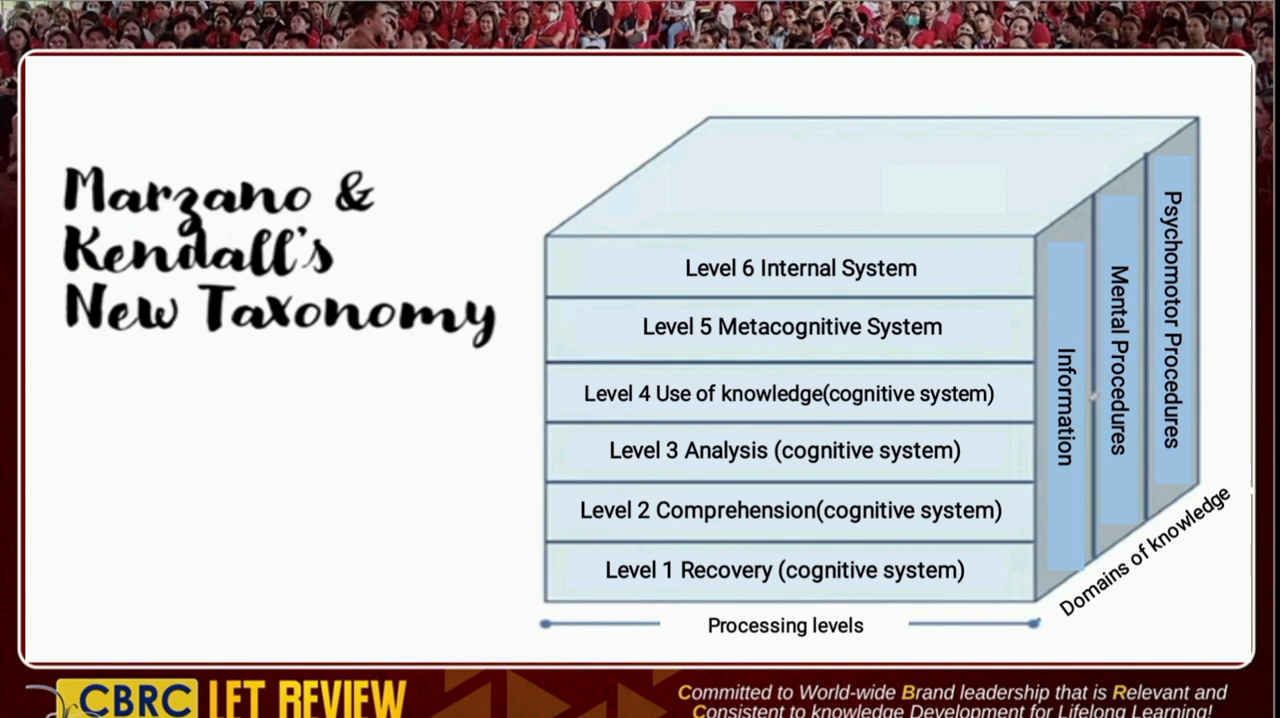 Marzano &
Kendall's
New Taxonomy
Level 6 Internal System
Level 5 Metacognitive System
Level 4 Use of knowledge(cognitive system)
Level 3 Analysis (cognitive system)
Level 2 Comprehension(cognitive system)
Level 1 Recovery (cognitive system)
Information
Mental Procedures
Psychomotor Procedures
Domains of knowledge
Processing levels
CBRC LET REVIEW
Committed to World-wide Brand leadership that is Relevant and
Consistent to knowledge Development for Lifelong Learning!